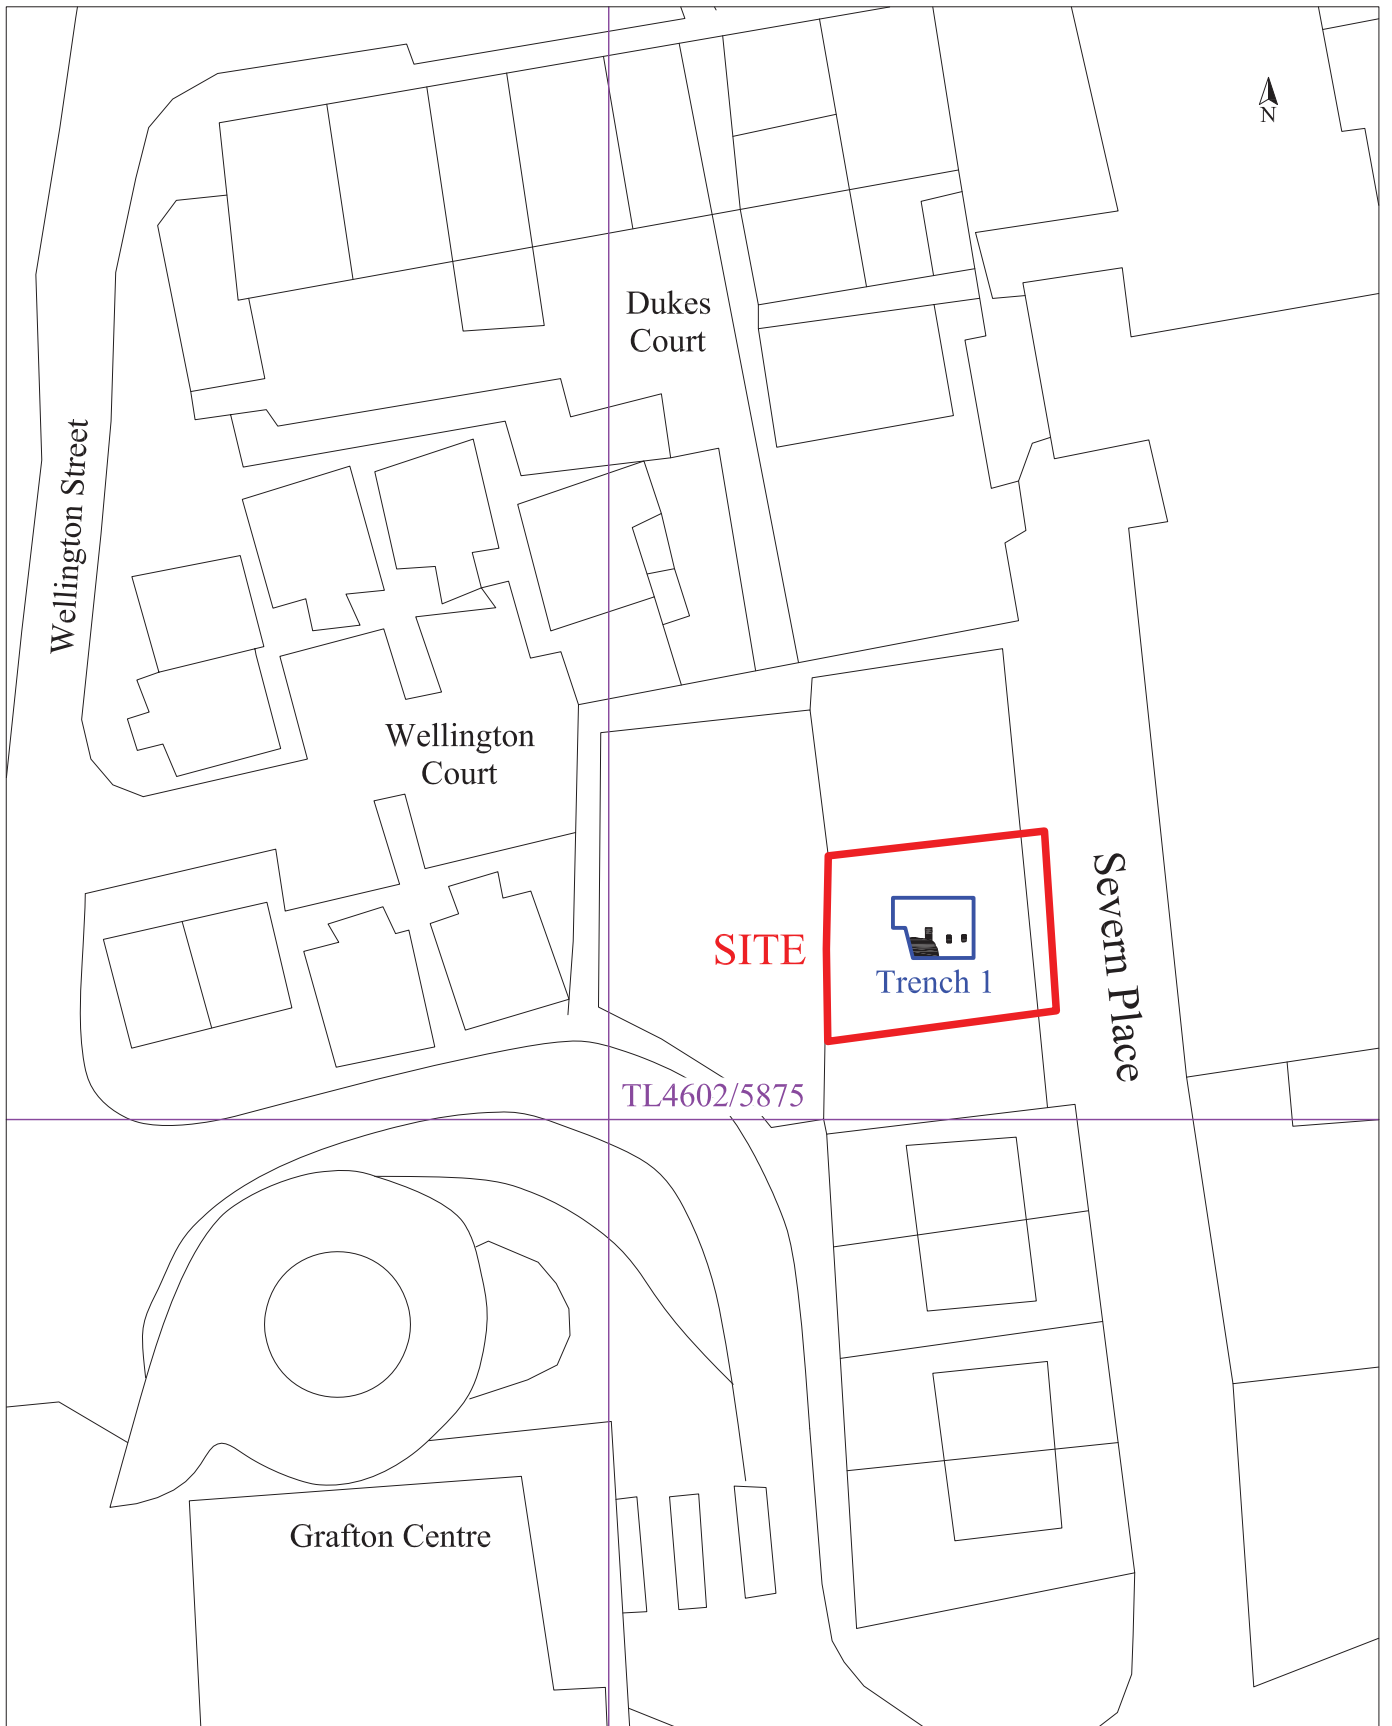 N
Dukes
Court
Wellington Street
Wellington
Court
SITE
Trench 1
Severn Place
TL4602/5875
Grafton Centre